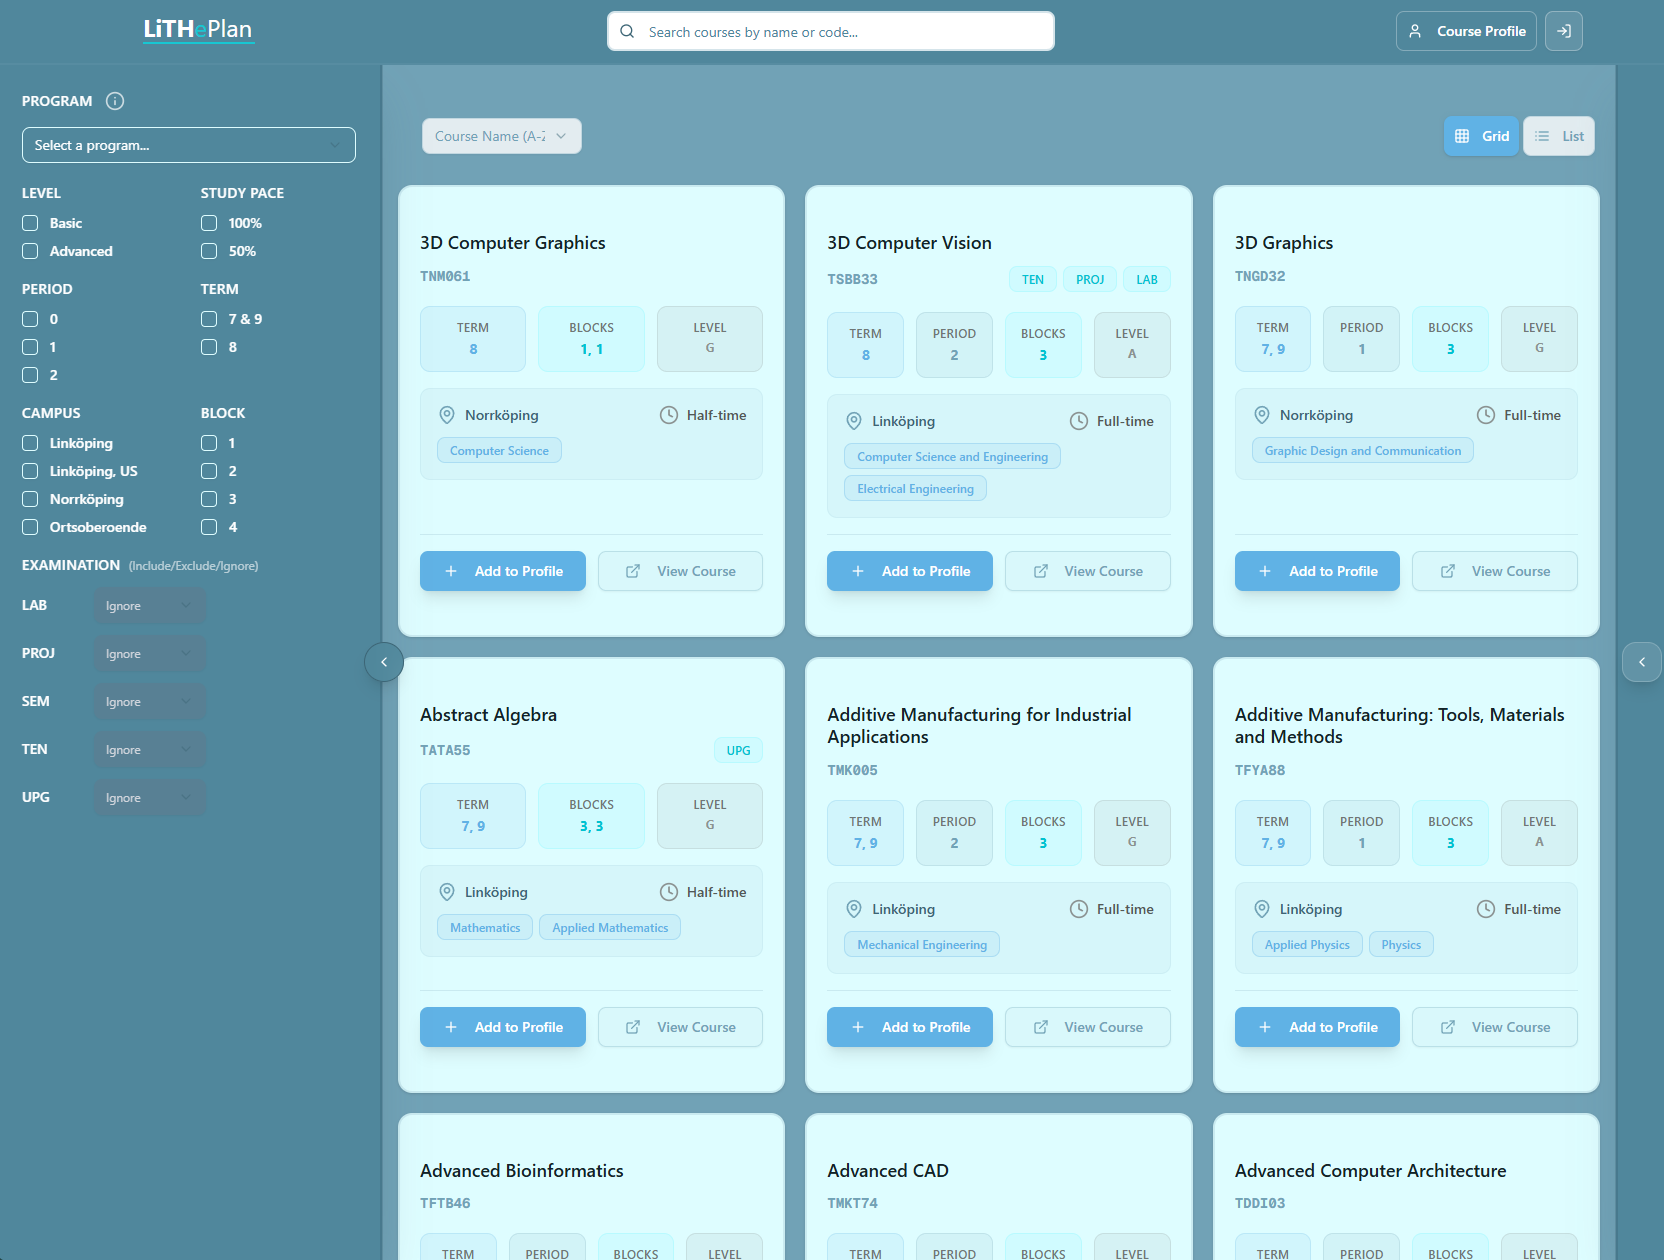 LiTHePlan
Search courses by name or code...
Course Profile
PROGRAM
Select a program...
LEVEL
STUDY PACE
Basic
100%
Advanced
50%
PERIOD
TERM
0
7 & 9
1
8
2
CAMPUS
BLOCK
Linköping
1
Linköping, US
2
Norrköping
3
Ortsoberoende
4
EXAMINATION (Include/Exclude/Ignore)
LAB Ignore
PROJ Ignore
SEM Ignore
TEN Ignore
UPG Ignore
Course Name (A-Z
Grid
List
3D Computer Graphics
TNM061
TERM BLOCKS LEVEL
8 1, 1 G
Norrköping Half-time
Computer Science
Add to Profile View Course
3D Computer Vision
TSBB33 TEN PROJ LAB
TERM PERIOD BLOCKS LEVEL
8 2 3 A
Linköping Full-time
Computer Science and Engineering
Electrical Engineering
Add to Profile View Course
3D Graphics
TNGD32
TERM PERIOD BLOCKS LEVEL
7, 9 1 3 G
Norrköping Full-time
Graphic Design and Communication
Add to Profile View Course
Abstract Algebra
TATA55 UPG
TERM BLOCKS LEVEL
7, 9 3, 3 G
Linköping Half-time
Mathematics Applied Mathematics
Add to Profile View Course
Additive Manufacturing for Industrial
Applications
TMK005
TERM PERIOD BLOCKS LEVEL
7, 9 2 3 G
Linköping Full-time
Mechanical Engineering
Add to Profile View Course
Additive Manufacturing: Tools, Materials
and Methods
TFYA88
TERM PERIOD BLOCKS LEVEL
7, 9 1 3 A
Linköping Full-time
Applied Physics Physics
Add to Profile View Course
Advanced Bioinformatics
TFTB46
TERM PERIOD BLOCKS LEVEL
Advanced CAD
TMKT74
TERM PERIOD BLOCKS LEVEL
Advanced Computer Architecture
TDDI03
TERM PERIOD BLOCKS LEVEL